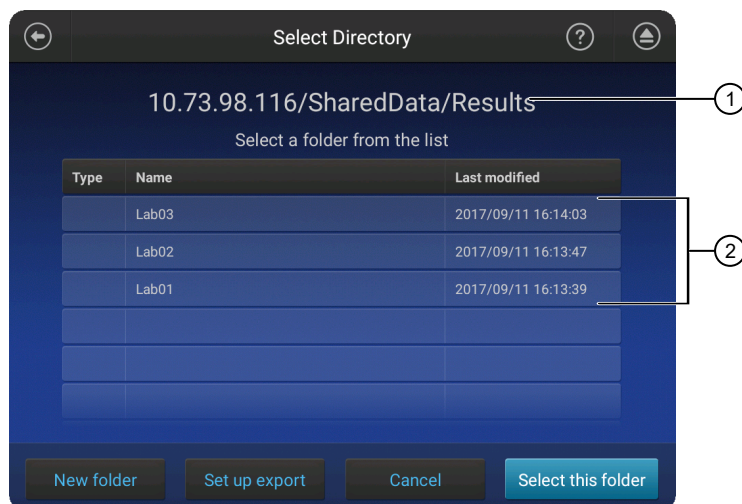 Select Directory ?
10.73.98.116/SharedData/Results 1
Select a folder from the list
Type Name Last modified
Lab03 2017/09/11 16:14:03
Lab02 2017/09/11 16:13:47 2
Lab01 2017/09/11 16:13:39
New folder Set up export Cancel Select this folder